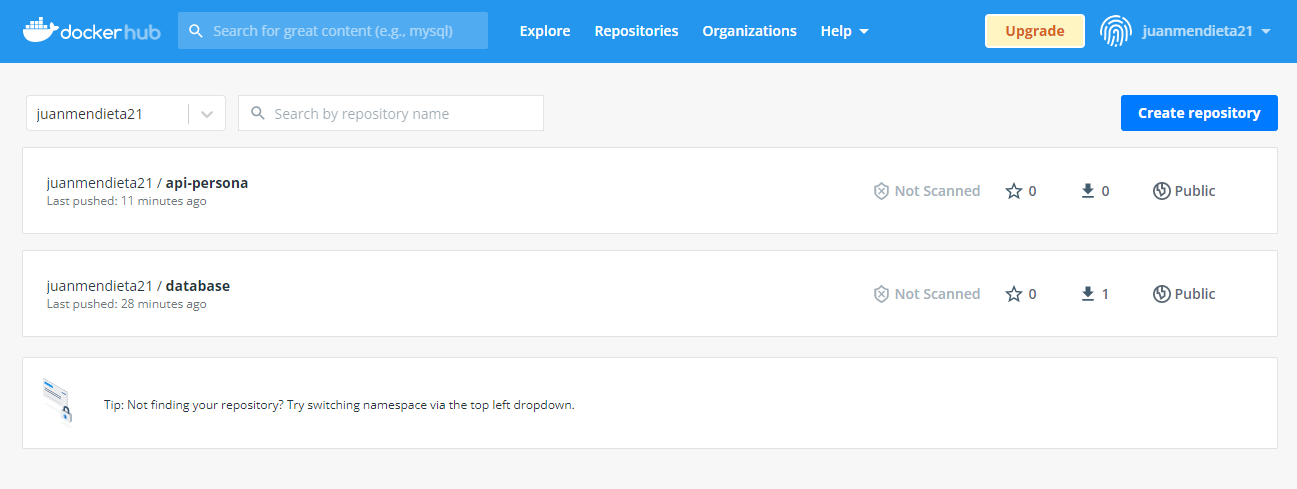 dockerhub Search for great content (e.g., mysql) Explore Repositories Organizations Help Upgrade juanmendieta21
juanmendieta21 Search by repository name Create repository
juanmendieta21 / api-persona
Last pushed: 11 minutes ago
Not Scanned 0 0 Public
juanmendieta21 / database
Last pushed: 28 minutes ago
Not Scanned 0 1 Public
Tip: Not finding your repository? Try switching namespace via the top left dropdown.